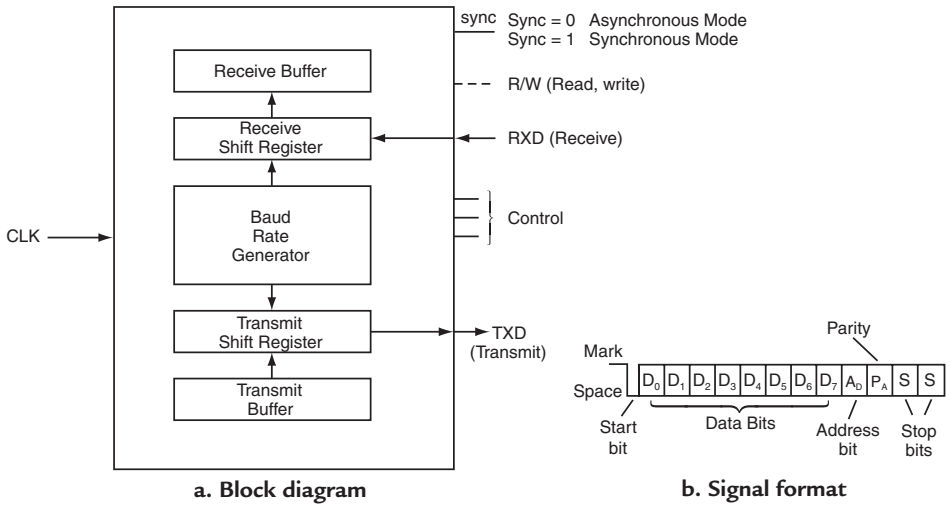 sync Sync = 0 Asynchronous Mode
Sync = 1 Synchronous Mode
Receive Buffer
R/W (Read, write)
Receive
Shift Register
RXD (Receive)
Baud
Rate
Generator
Control
CLK
Transmit
Shift Register
TXD
(Transmit)
Transmit
Buffer
a. Block diagram
Parity
Mark
Space
D0 D1 D2 D3 D4 D5 D6 D7 AD PA S S
Start
bit
Data Bits
Address
bit
Stop
bits
b. Signal format